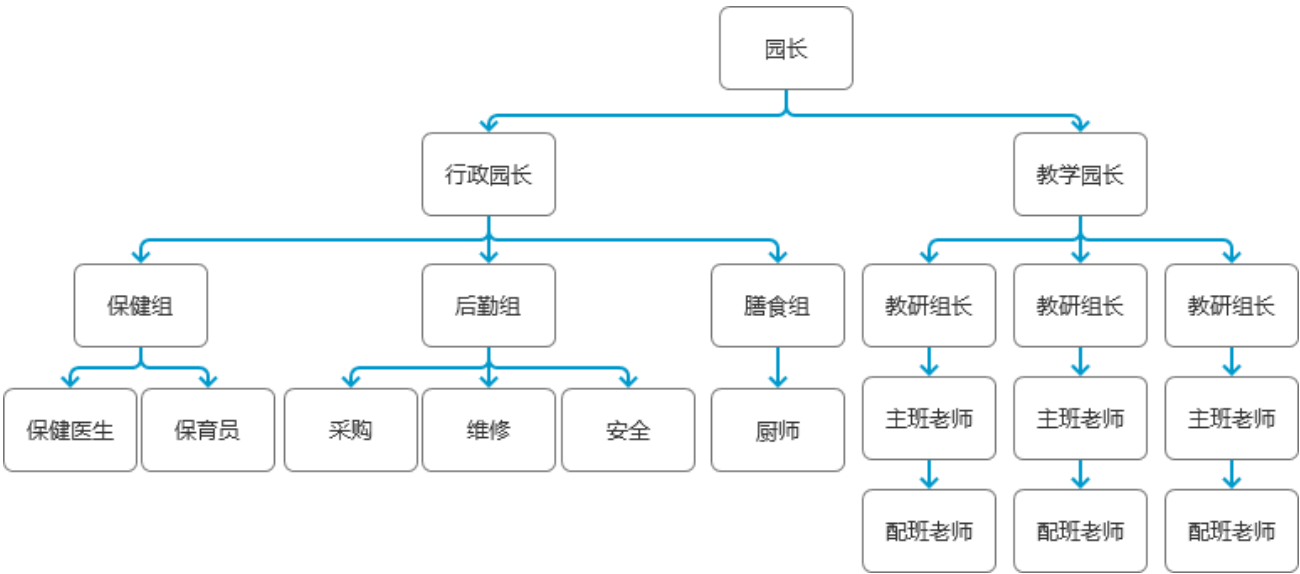 园长
行政园长
教学园长
保健组
后勤组
膳食组
教研组长
教研组长
教研组长
保健医生
保育员
采购
维修
安全
厨师
主班老师
主班老师
主班老师
配班老师
配班老师
配班老师